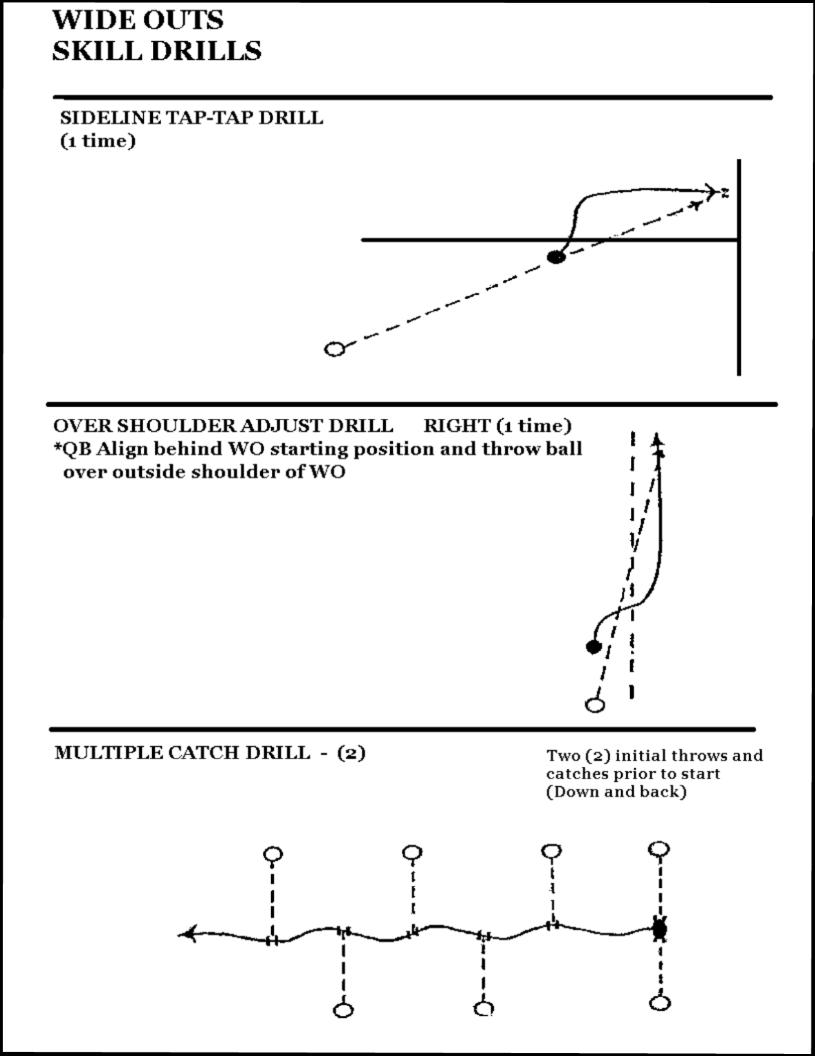 WIDE OUTS
SKILL DRILLS
SIDELINE TAP-TAP DRILL
(1 time)
OVER SHOULDER ADJUST DRILL RIGHT (1 time)
*QB Align behind WO starting position and throw ball
over outside shoulder of WO
MULTIPLE CATCH DRILL - (2)
Two (2) initial throws and
catches prior to start
(Down and back)